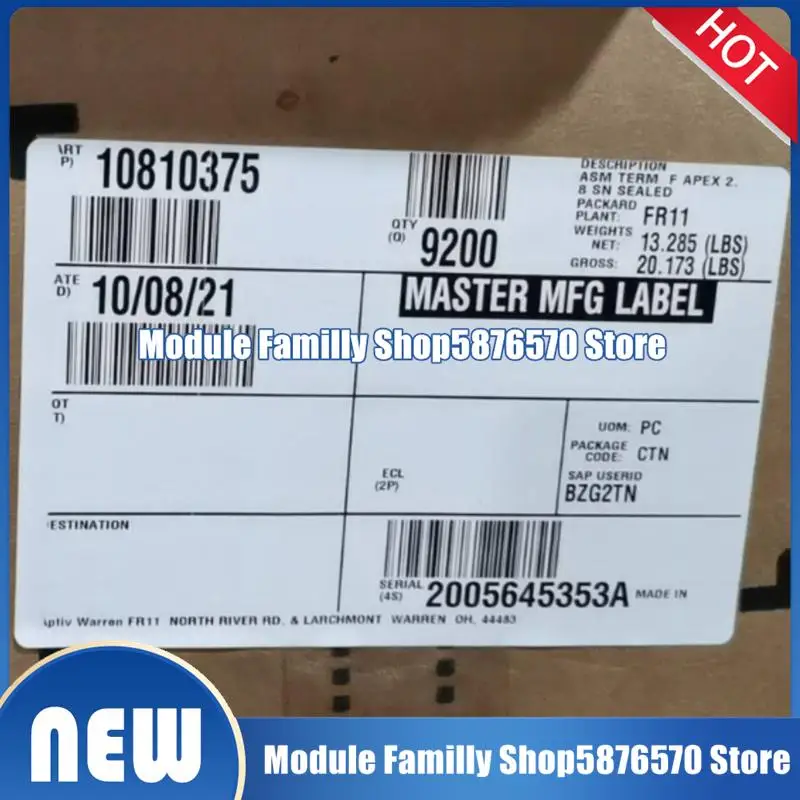 HOT
ART
P) 10810375
QTY
(Q) 9200
DESCRIPTION
ASM TERM F APEX 2.
8 SN SEALED
PACKARD
PLANT: FR11
WEIGHTS
NET: 13.285 (LBS)
GROSS: 20.173 (LBS)
ATE
D) 10/08/21
MASTER MFG LABEL
Module Familly Shop5876570 Store
OT
T)
ECL
(2P)
UOM: PC
PACKAGE
CODE: CTN
SAP USERID
BZG2TN
ESTINATION
SERIAL
(4S) 2005645353A MADE IN
Aptiv Warren FR11 NORTH RIVER RD. & LARCHMONT WARREN OH. 44483
NEW
Module Familly Shop5876570 Store